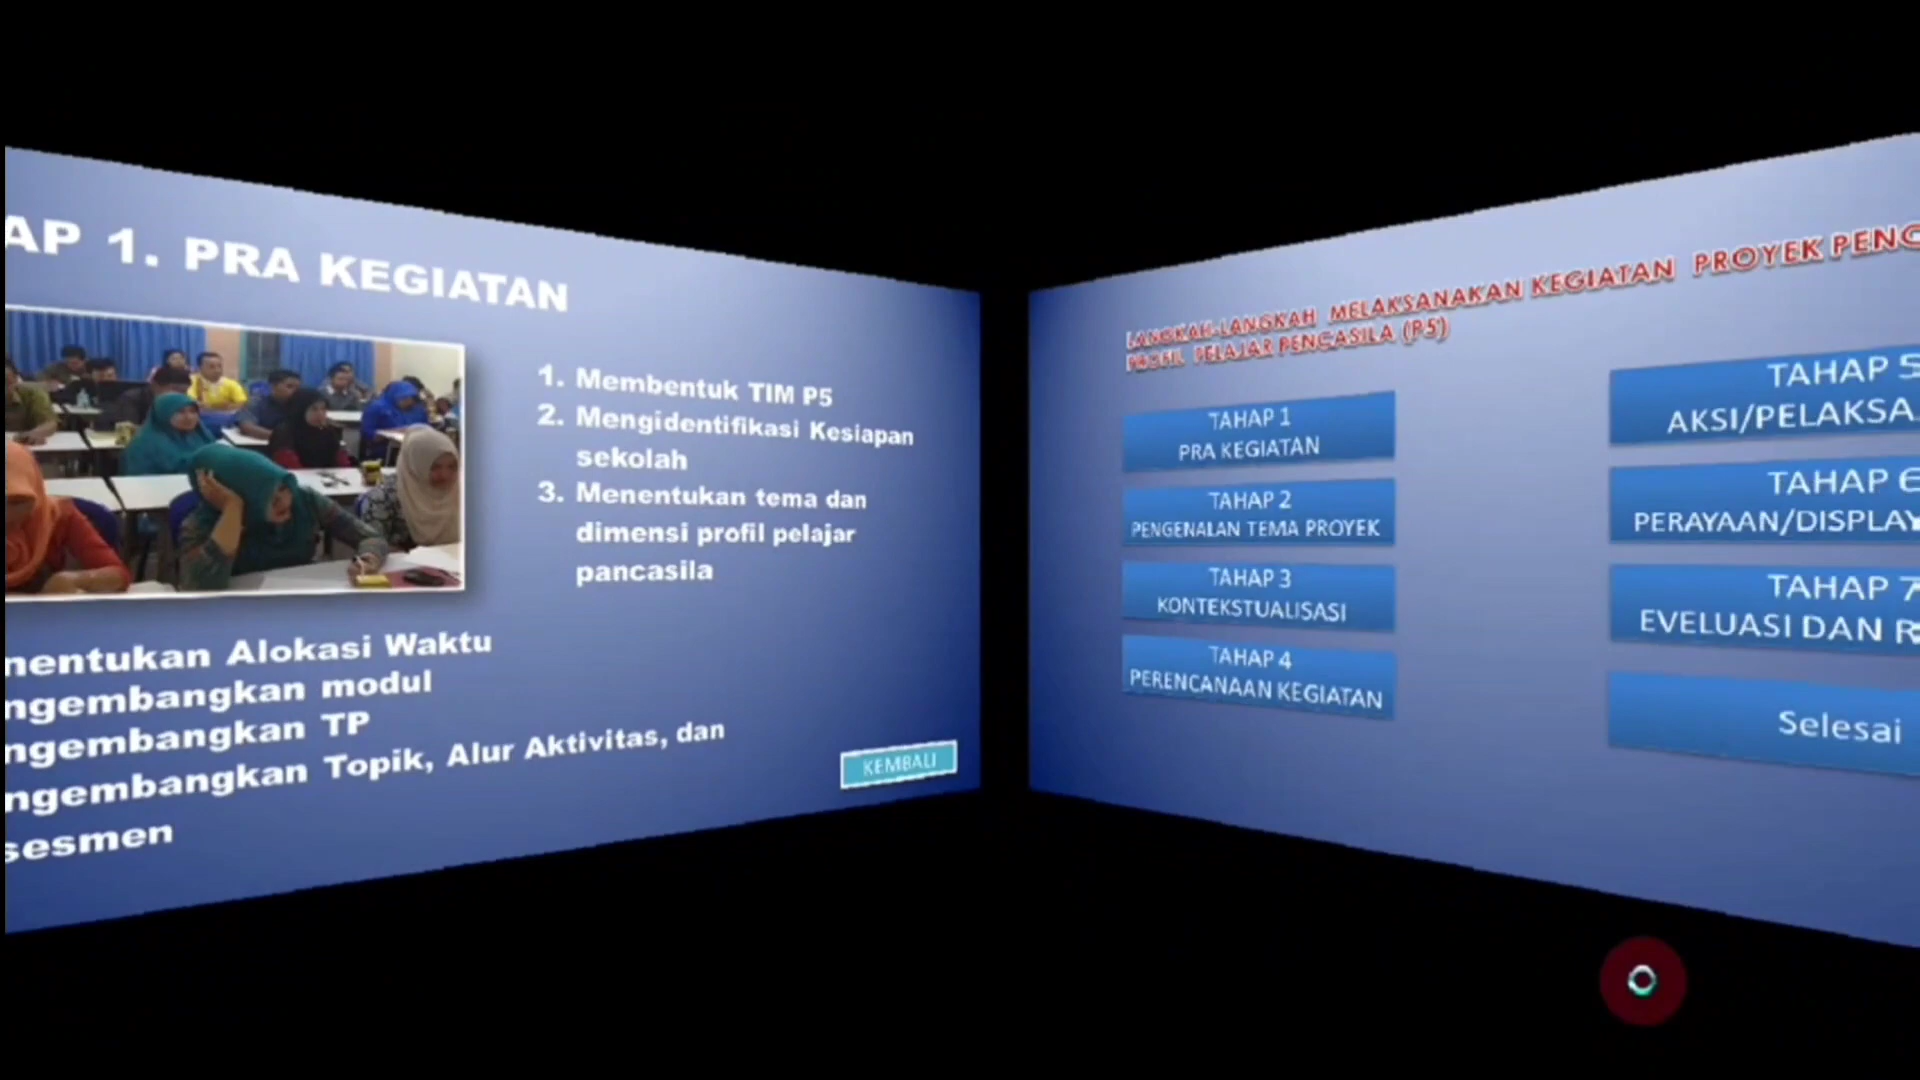 AP 1. PRA KEGIATAN
1. Membentuk TIM P5
2. Mengidentifikasi Kesiapan
sekolah
3. Menentukan tema dan
dimensi profil pelajar
pancasila
nentukan Alokasi Waktu
ngembangkan modul
ngembangkan TP
ngembangkan Topik, Alur Aktivitas, dan
sesmen
KEMBALI
LANGKAH-LANGKAH MELAKSANAKAN KEGIATAN PROYEK PENG
PROFIL PELAJAR PENCASILA (P5)
TAHAP 1
PRA KEGIATAN
TAHAP 2
PENGENALAN TEMA PROYEK
TAHAP 3
KONTEKSTUALISASI
TAHAP 4
PERENCANAAN KEGIATAN
TAHAP 5
AKSI/PELAKSA
TAHAP 6
PERAYAAN/DISPLAY
TAHAP 7
EVELUASI DAN R
Selesai